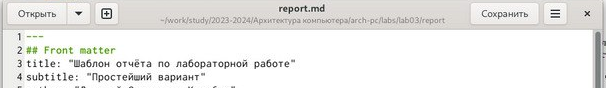 Открыть
report.md
~/work/study/2023-2024/Архитектура компьютера/arch-pc/labs/lab03/report
Сохранить
1 ---
2 ## Front matter
3 title: "Шаблон отчёта по лабораторной работе"
4 subtitle: "Простейший вариант"